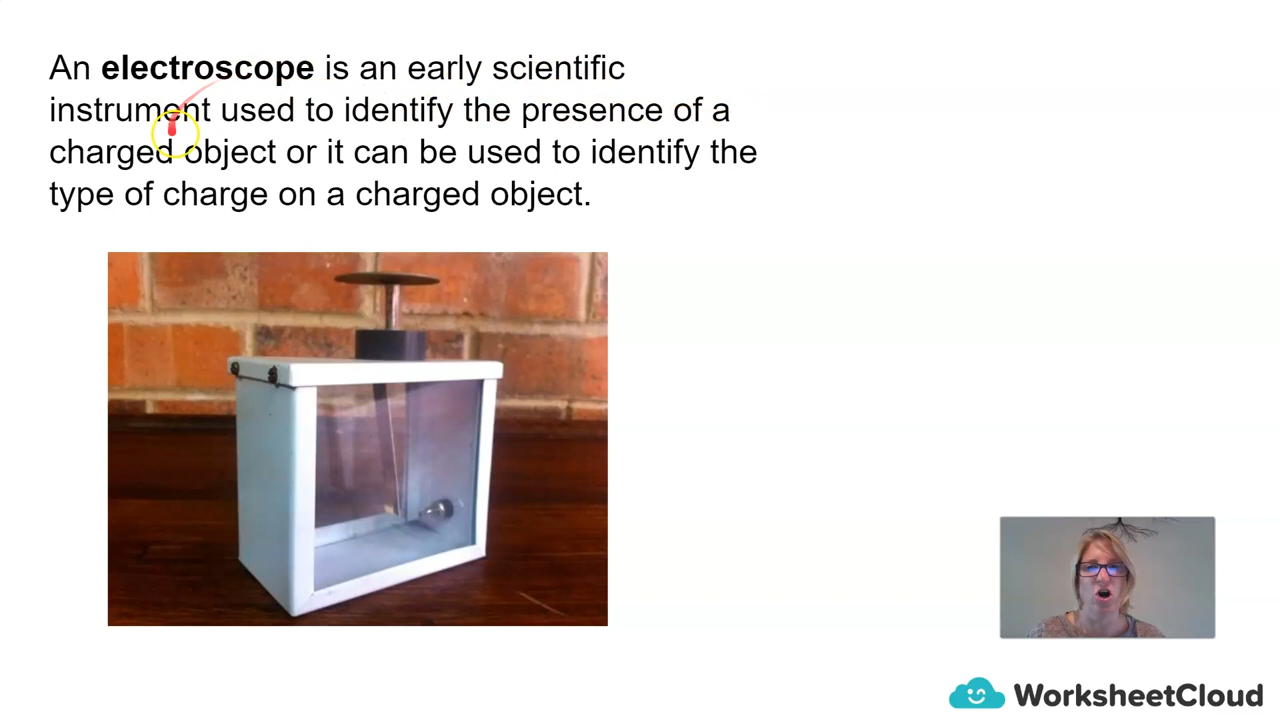 An electroscope is an early scientific
instrument used to identify the presence of a
charged object or it can be used to identify the
type of charge on a charged object.
WorksheetCloud